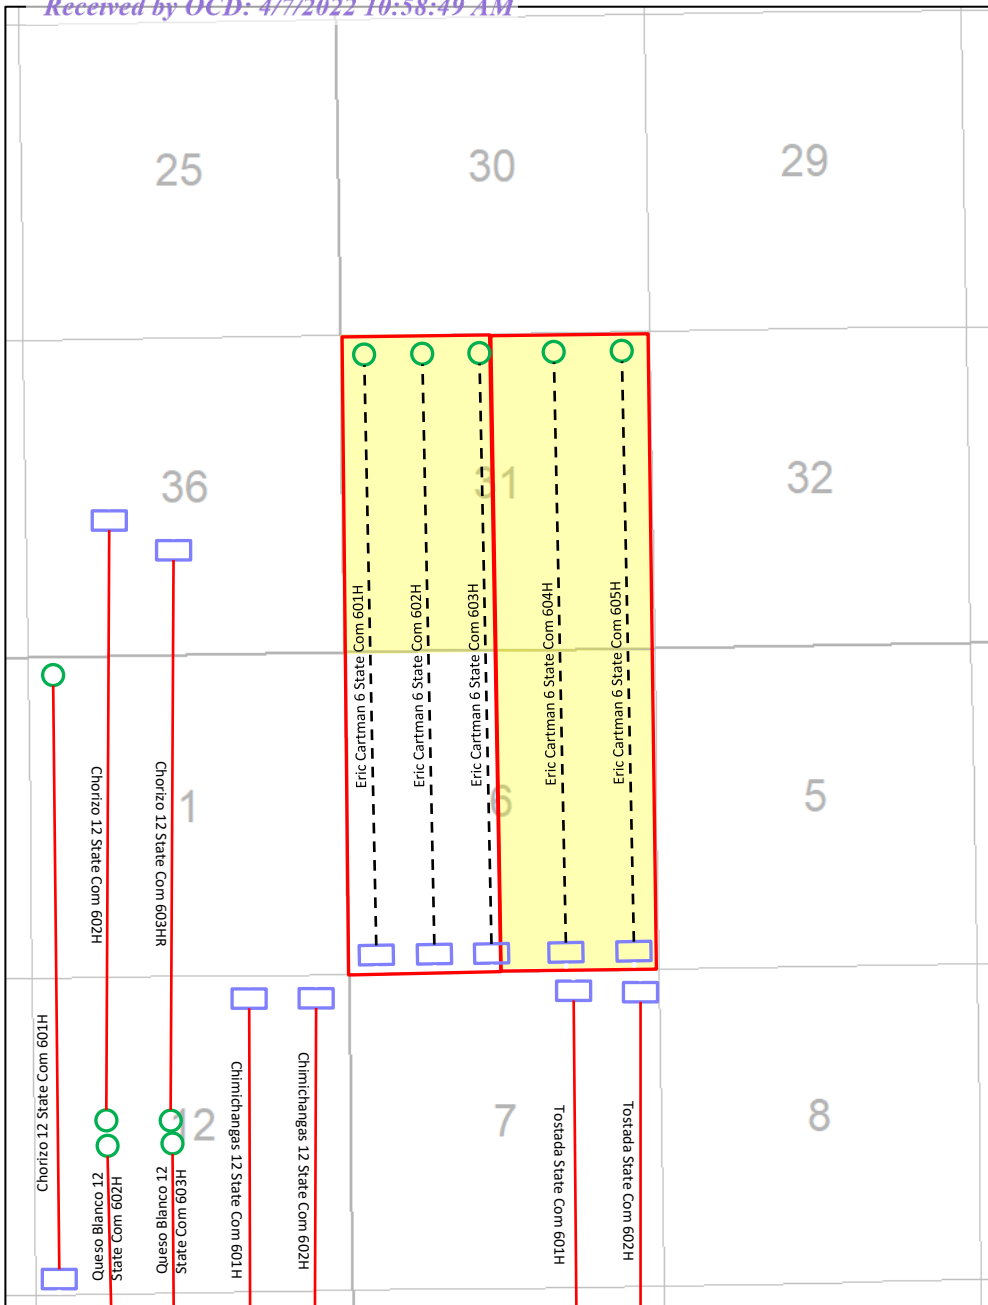 Received by OCD: 4/7/2022 10:58:49 AM
25
30
29
36
31
32
Eric Cartman 6 State Com 601H
Eric Cartman 6 State Com 602H
Eric Cartman 6 State Com 603H
Eric Cartman 6 State Com 604H
Eric Cartman 6 State Com 605H
Chorizo 12 State Com 602H
Chorizo 12 State Com 603HR
1
6
5
Chorizo 12 State Com 601H
Queso Blanco 12
State Com 602H
Queso Blanco 12
State Com 603H
12
Chimichangas 12 State Com 601H
Chimichangas 12 State Com 602H
7
Tostada State Com 601H
Tostada State Com 602H
8